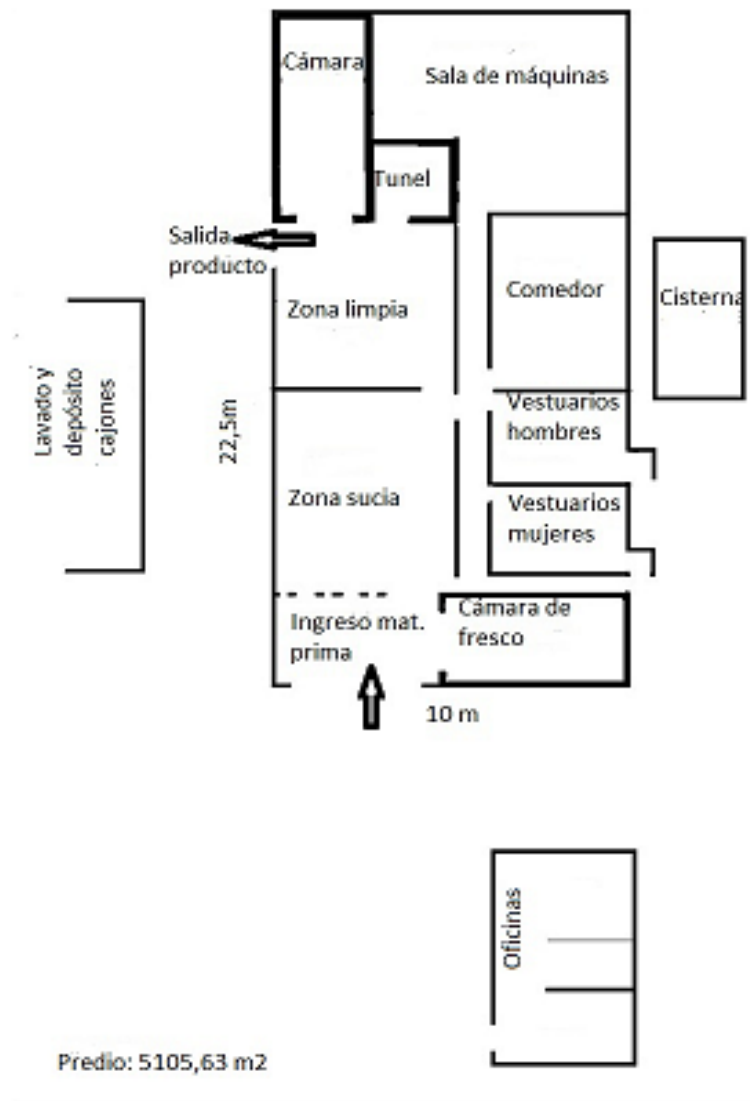 Cámara
Sala de máquinas
Tunel
Salida
producto
Comedor
Cisterna
Zona limpia
Lavado y
depósito
cajones
22,5m
Vestuarios
hombres
Zona sucia
Vestuarios
mujeres
Cámara de
fresco
Ingreso mat.
prima
10 m
Oficinas
Predio: 5105,63 m2